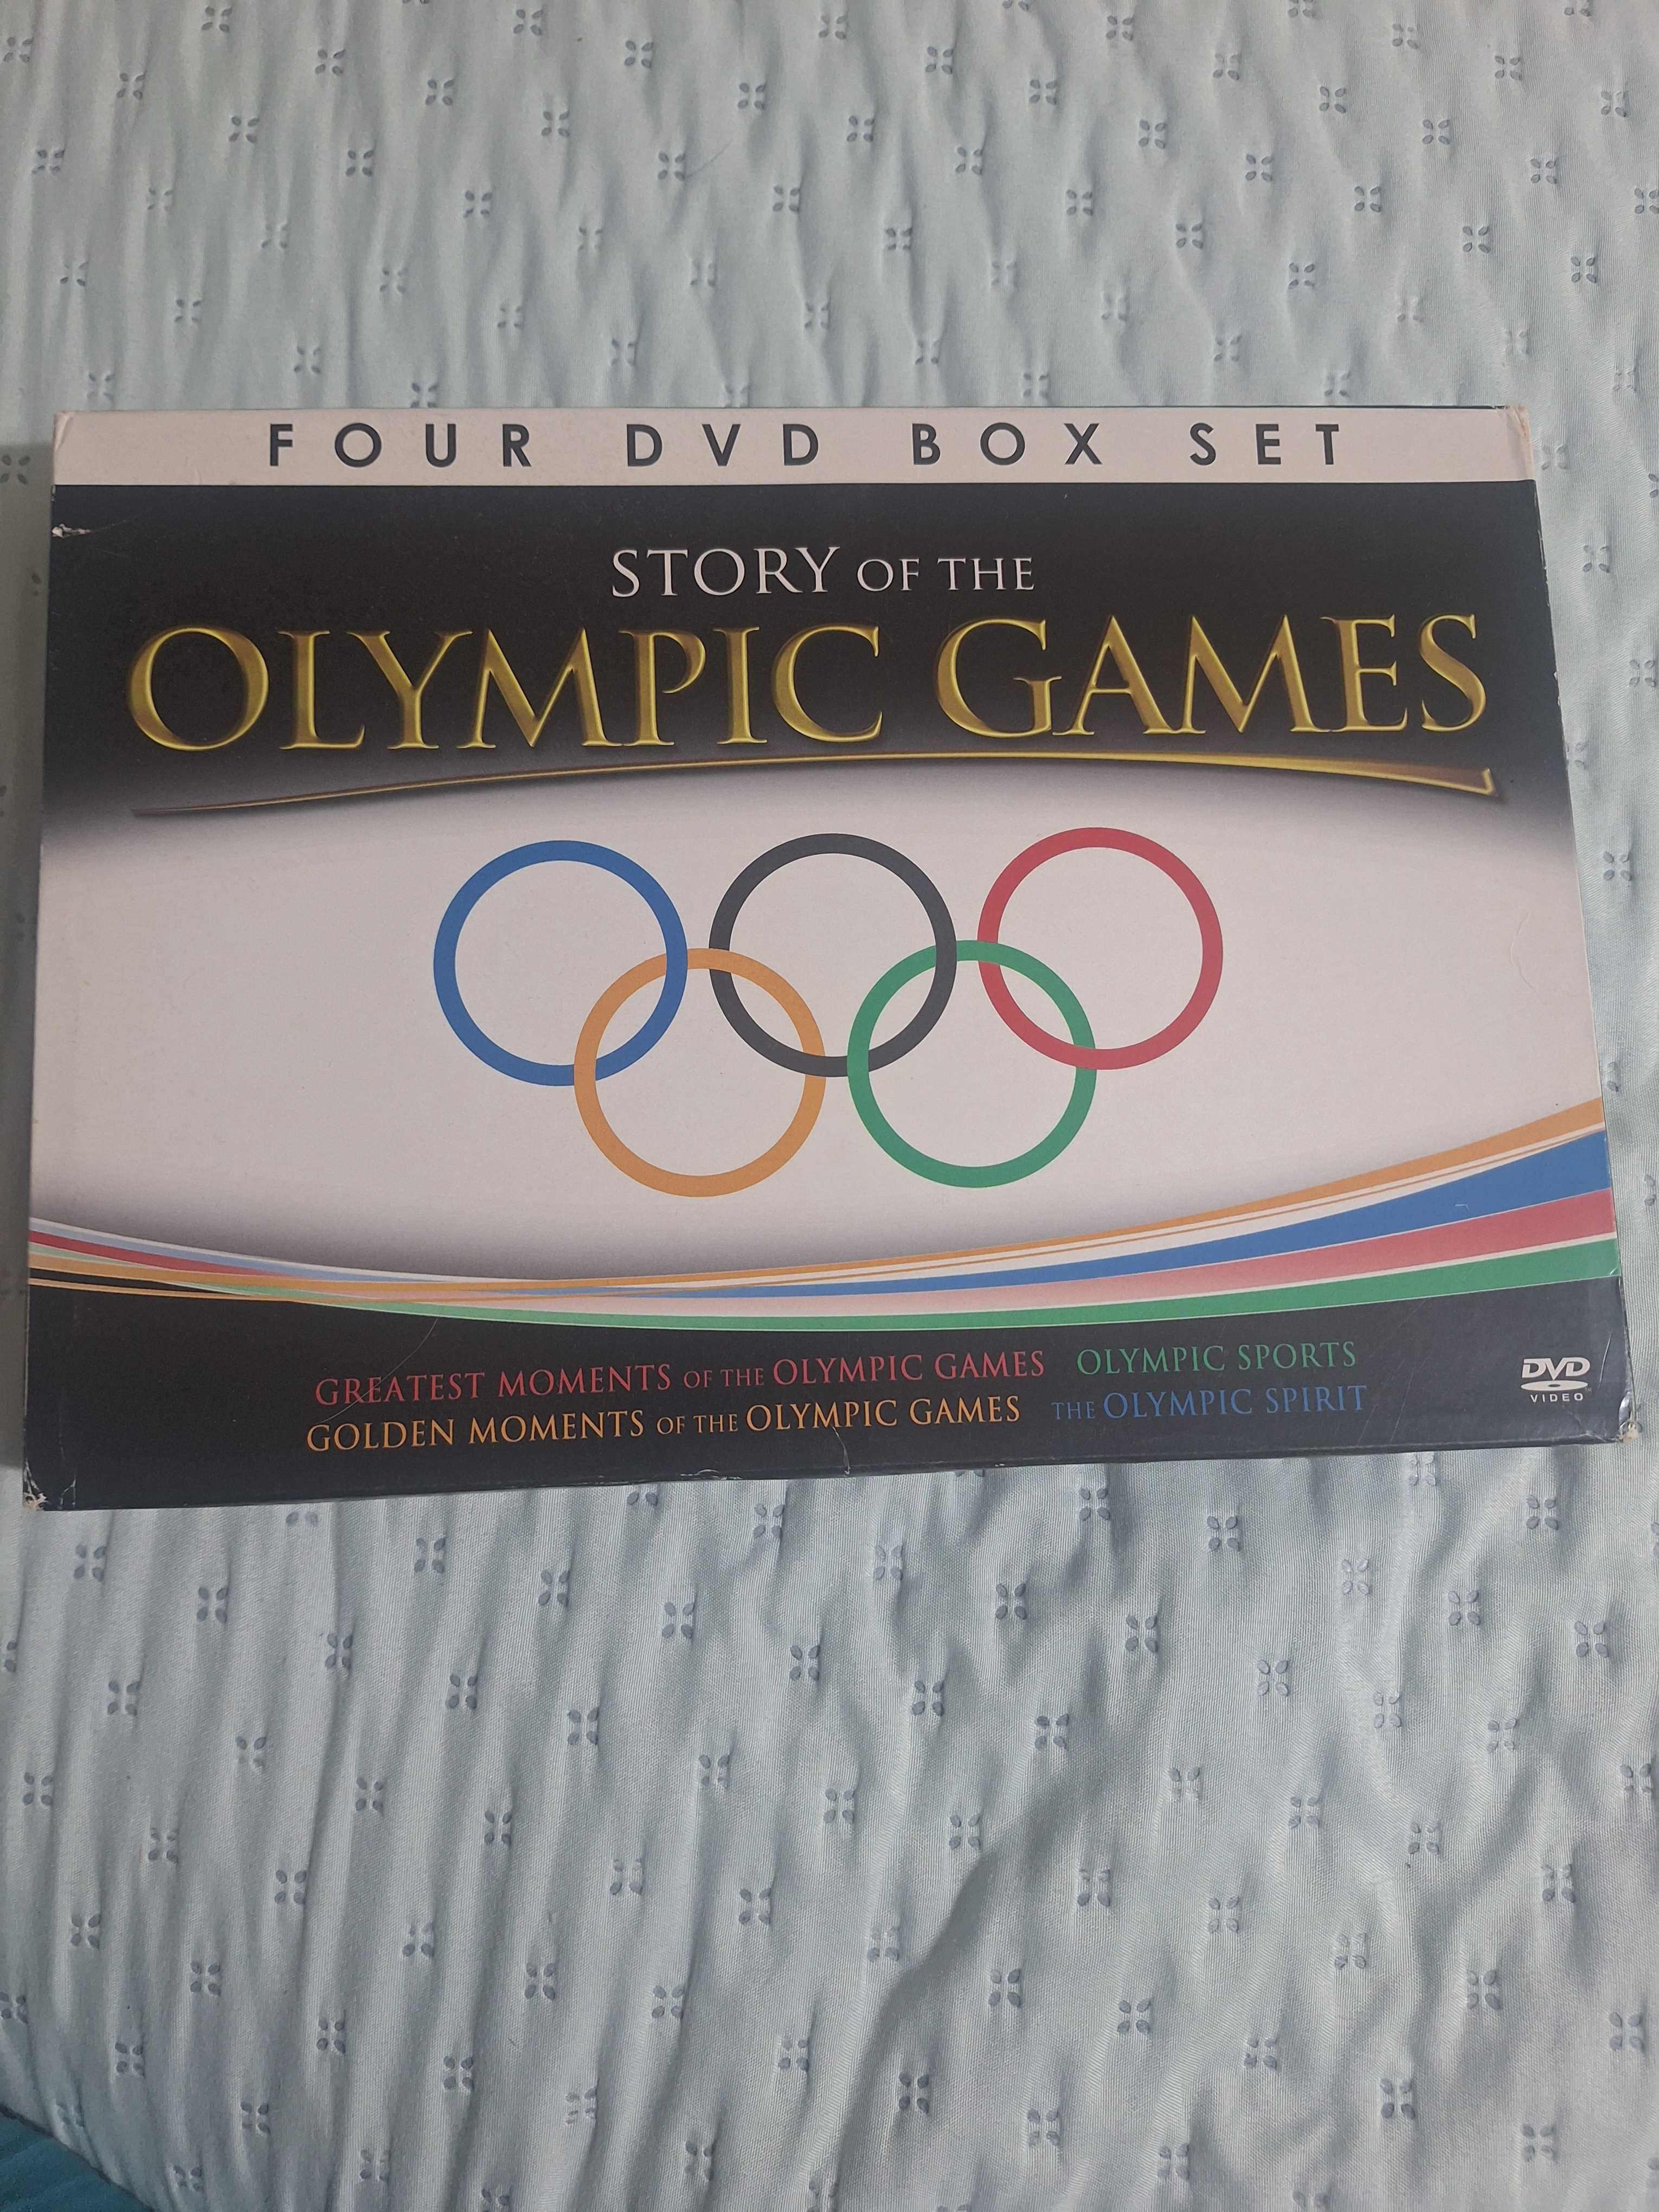 FOUR DVD BOX SET
STORY OF THE
OLYMPIC GAMES
GREATEST MOMENTS OF THE OLYMPIC GAMES OLYMPIC SPORTS
GOLDEN MOMENTS OF THE OLYMPIC GAMES THE OLYMPIC SPIRIT
DVD
VIDEO